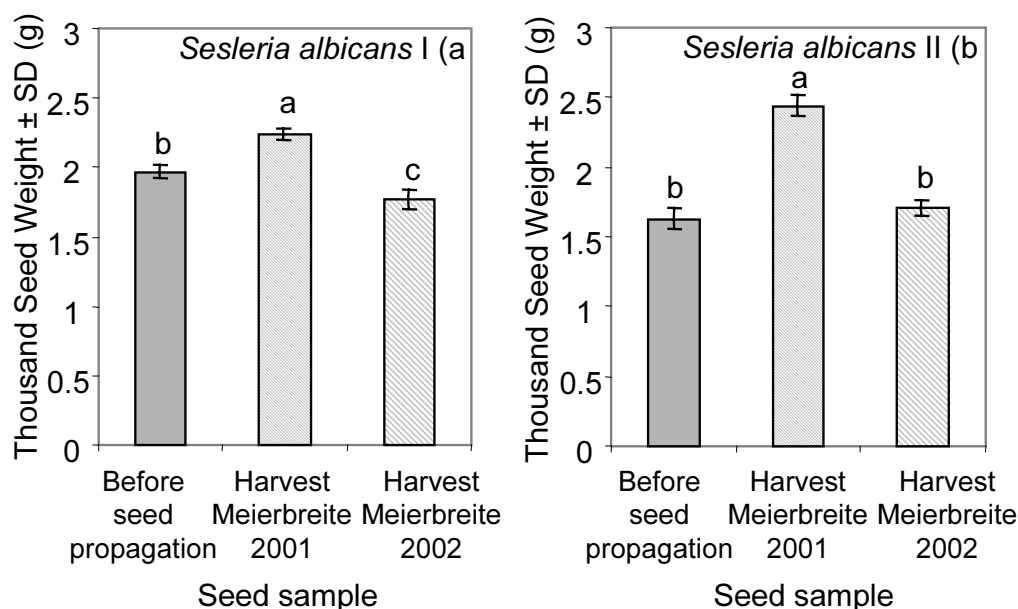 Sesleria albicans I (a
Thousand Seed Weight ± SD (g)
3
2.5
2
1.5
1
0.5
0
b
a
c
Before seed propagation
Harvest Meierbreite 2001
Harvest Meierbreite 2002
Seed sample
Sesleria albicans II (b
Thousand Seed Weight ± SD (g)
3
2.5
2
1.5
1
0.5
0
b
a
b
Before seed propagation
Harvest Meierbreite 2001
Harvest Meierbreite 2002
Seed sample